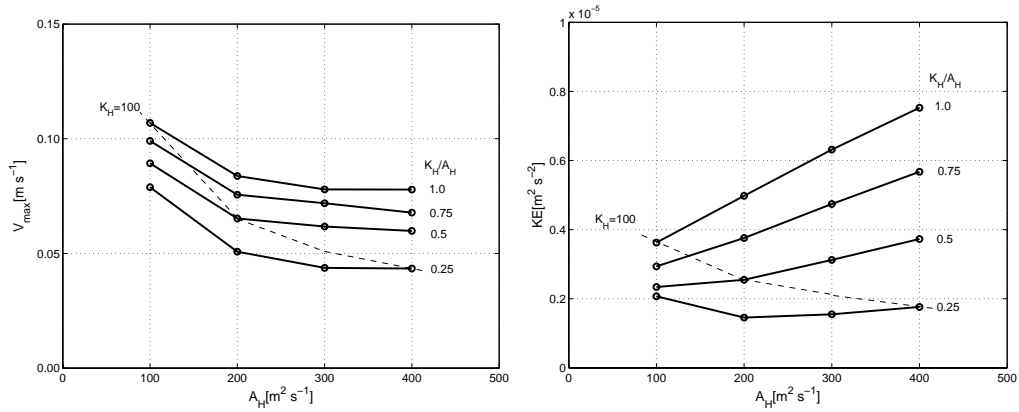 0.15
0.10
0.05
0.00
V_max[m s^-1]
K_H=100
K_H/A_H
1.0
0.75
0.5
0.25
0 100 200 300 400 500
A_H[m^2 s^-1]
1 x 10^-5
0.8
0.6
0.4
0.2
0
KE[m^2 s^-2]
K_H=100
K_H/A_H
1.0
0.75
0.5
0.25
0 100 200 300 400 500
A_H[m^2 s^-1]